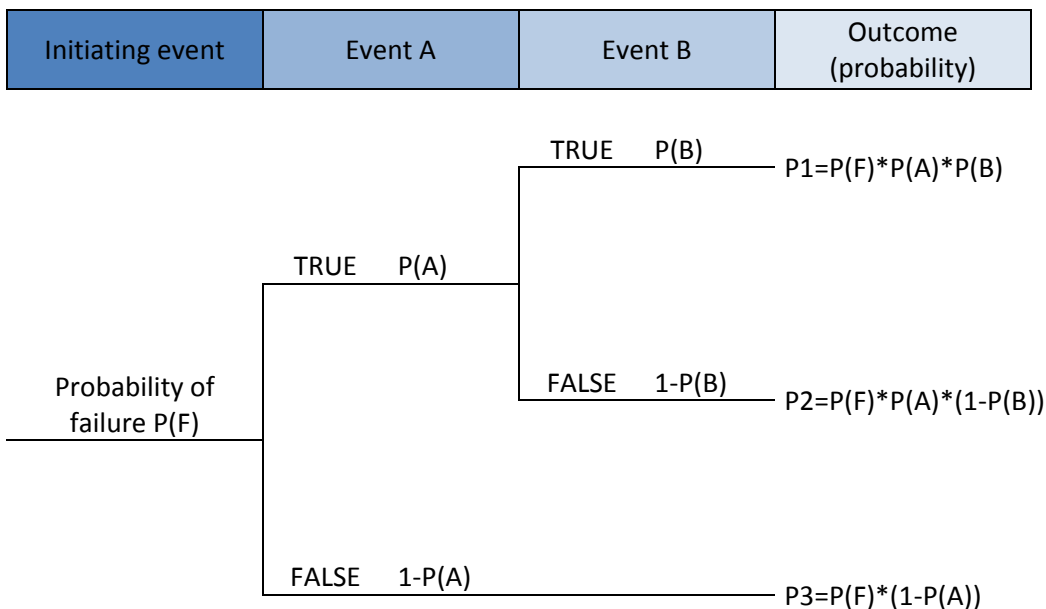 Initiating event
Event A
Event B
Outcome
(probability)
TRUE P(B)
P1=P(F)*P(A)*P(B)
TRUE P(A)
Probability of
failure P(F)
FALSE 1-P(B)
P2=P(F)*P(A)*(1-P(B))
FALSE 1-P(A)
P3=P(F)*(1-P(A))